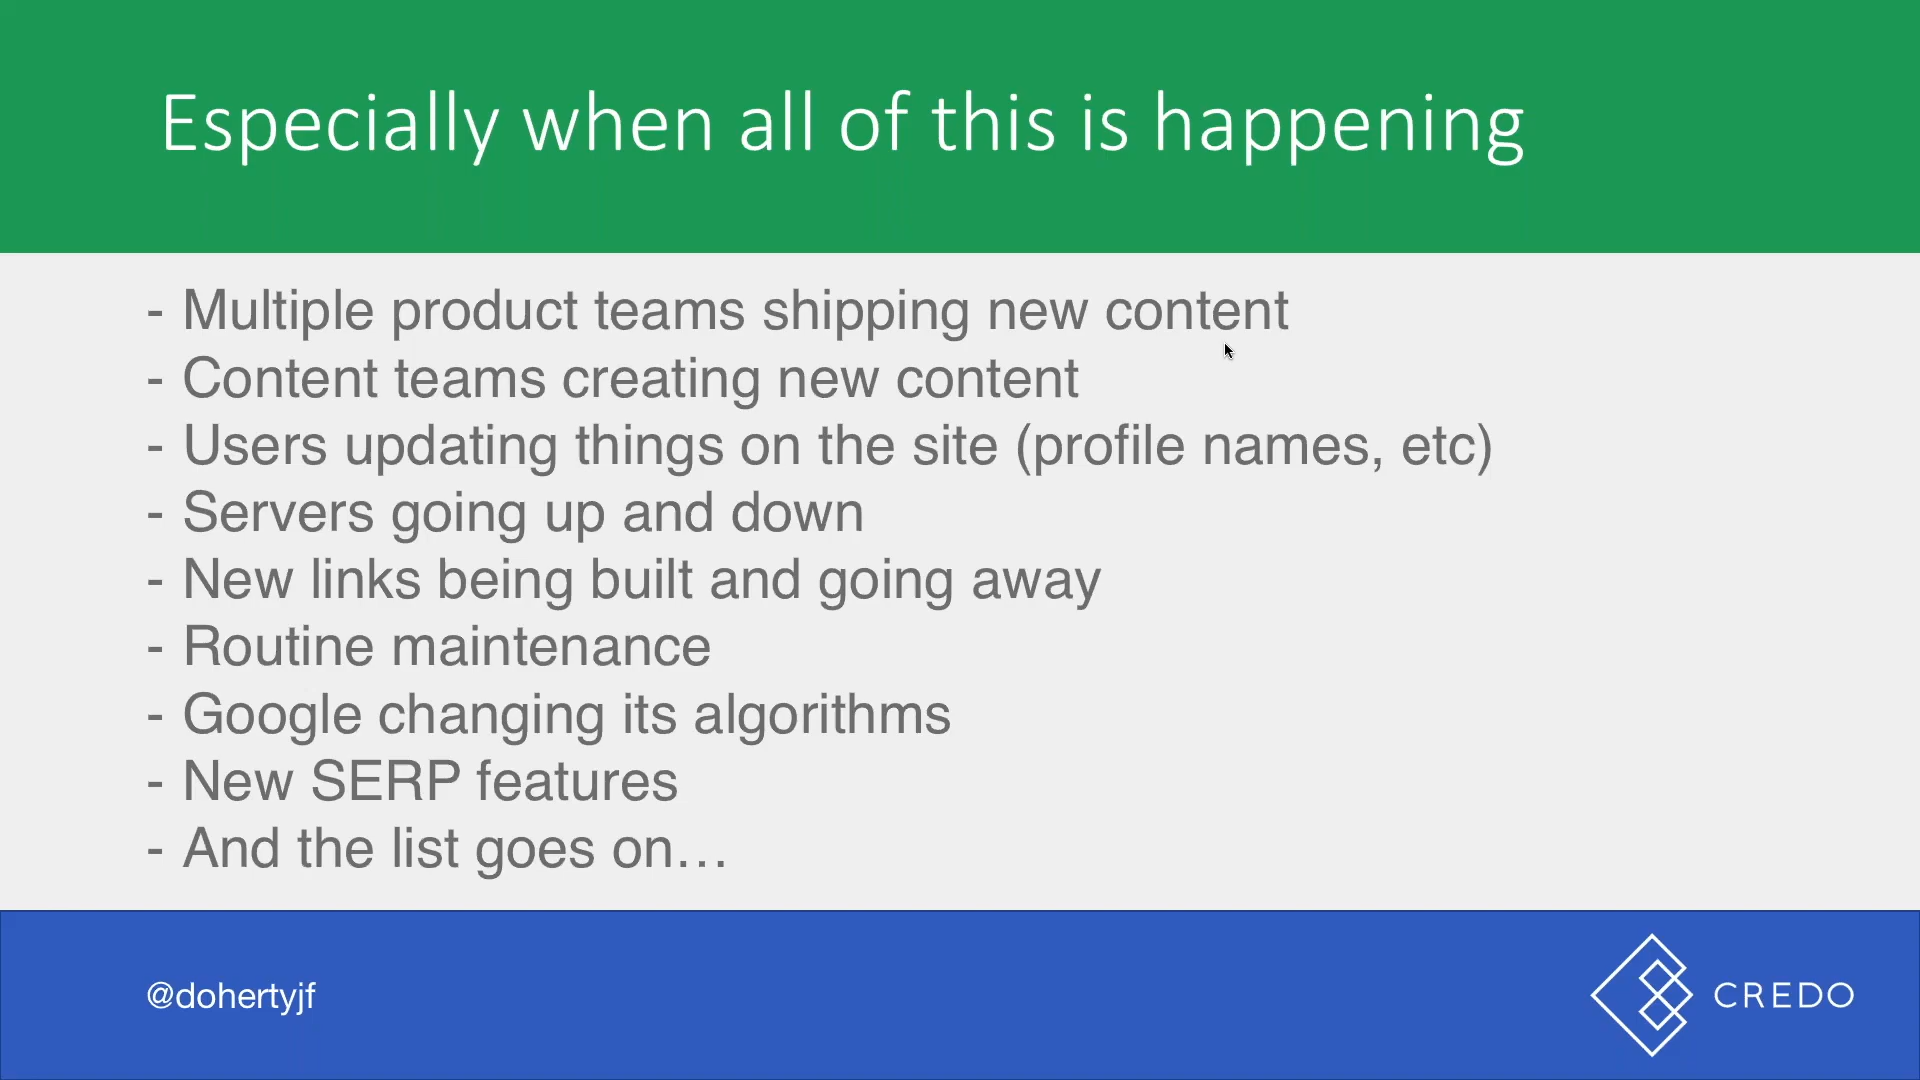 Especially when all of this is happening
- Multiple product teams shipping new content
- Content teams creating new content
- Users updating things on the site (profile names, etc)
- Servers going up and down
- New links being built and going away
- Routine maintenance
- Google changing its algorithms
- New SERP features
- And the list goes on…
@dohertyjf
CREDO